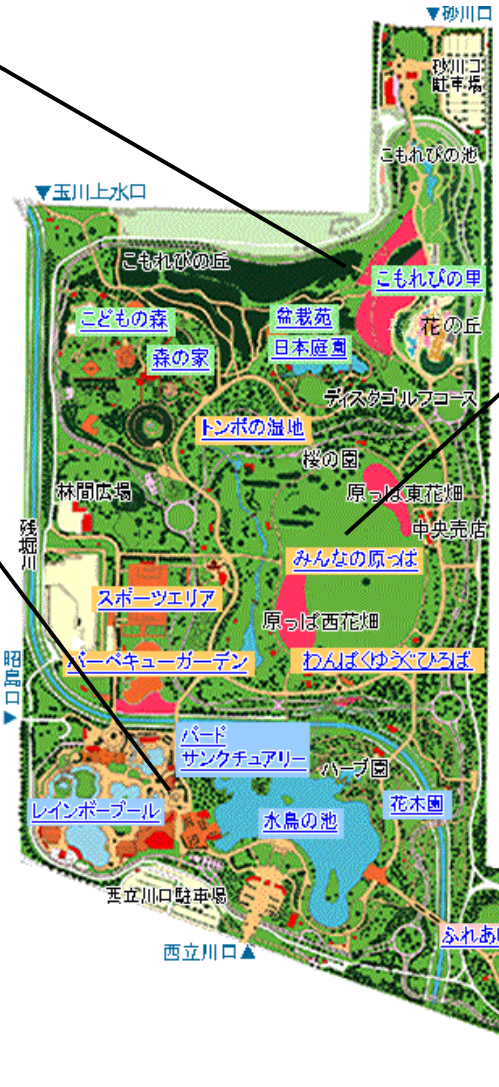 ▼砂川口
砂川口
駐車場
こもれびの池
▼玉川上水口
こもれびの丘
こもれびの里
こどもの森
盆栽苑
花の丘
森の家
日本庭園
ディスクゴルフコース
トンボの湿地
桜の園
林間広場
原っぱ東花畑
残堀川
中央売店
みんなの原っぱ
スポーツエリア
原っぱ西花畑
昭島口▼
バーベキューガーデン
わんぱくゆうぐひろば
バード
サンクチュアリー
ハーブ園
レインボープール
水鳥の池
花木園
西立川口駐車場
ふれあい
西立川口▲